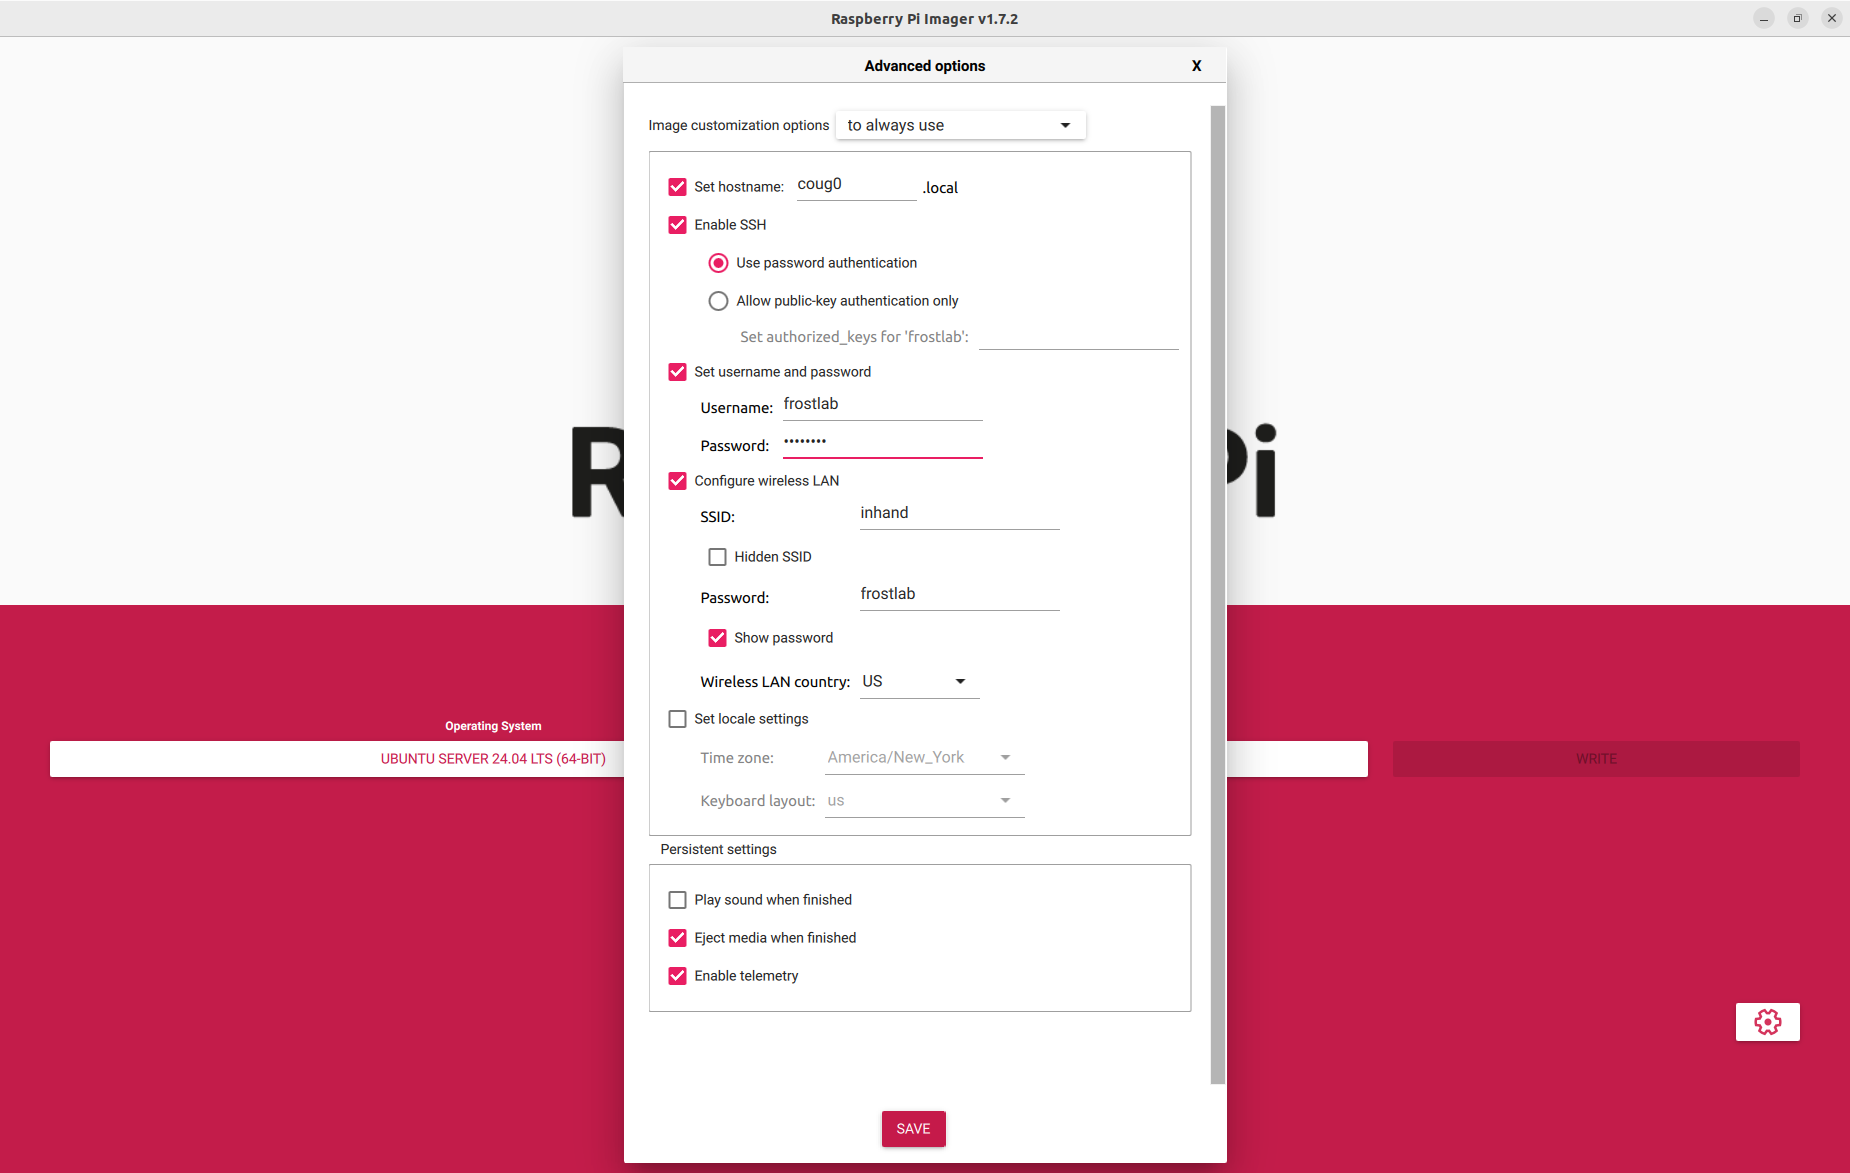 Raspberry Pi Imager v1.7.2
Advanced options
X
Image customization options to always use
Set hostname: coug0 .local
Enable SSH
Use password authentication
Allow public-key authentication only
Set authorized_keys for 'frostlab':
Set username and password
Username: frostlab
Password: ••••••••
Configure wireless LAN
SSID: inhand
Hidden SSID
Password: frostlab
Show password
Wireless LAN country: US
Set locale settings
Time zone: America/New_York
Keyboard layout: us
Persistent settings
Play sound when finished
Eject media when finished
Enable telemetry
SAVE
R Pi
Operating System
UBUNTU SERVER 24.04 LTS (64-BIT)
WRITE